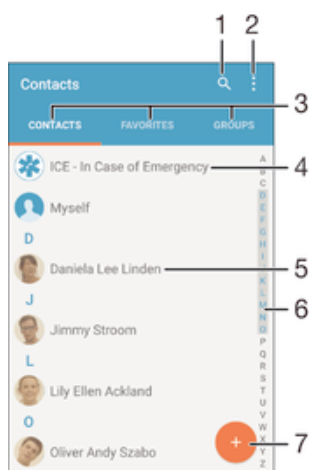 1 2
Contacts
3
CONTACTS FAVORITES GROUPS
ICE - In Case of Emergency
4
Myself
D
Daniela Lee Linden
5
J
Jimmy Stroom
L
Lily Ellen Ackland
O
Oliver Andy Szabo
A
B
C
D
E
F
G
H
I
J
K
L
M
N
O
P
Q
R
S
T
U
V
W
X
Y
Z
6
+
7